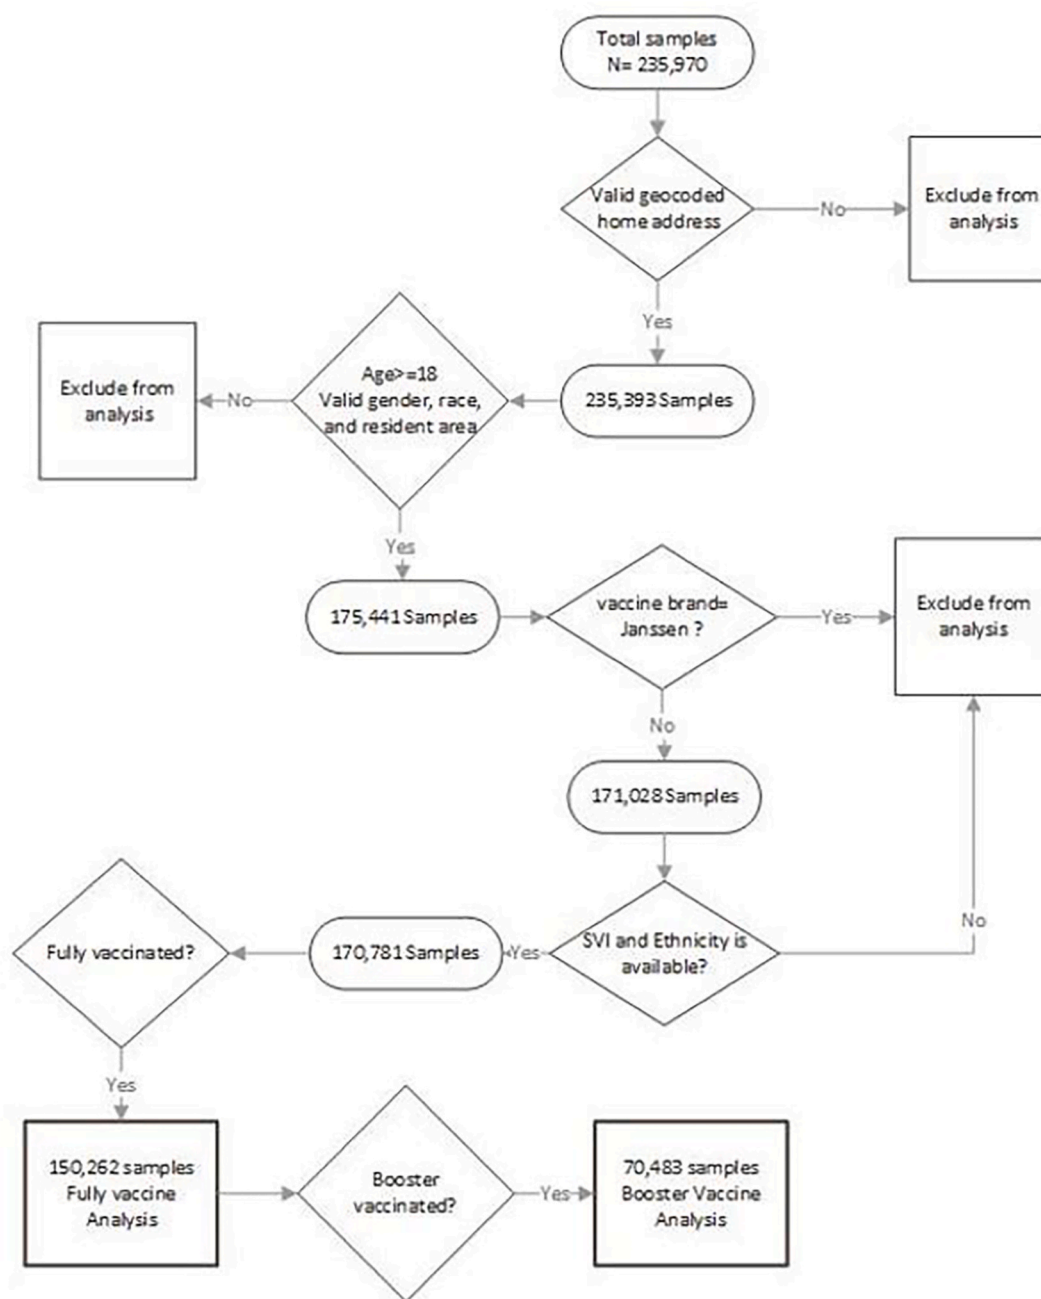 Total samples
N= 235,970
Valid geocoded
home address
No
Exclude from
analysis
Yes
235,393 Samples
Age>=18
Valid gender, race,
and resident area
No
Exclude from
analysis
Yes
175,441 Samples
vaccine brand=
Janssen ?
Yes
Exclude from
analysis
No
171,028 Samples
SVI and Ethnicity is
available?
No
Yes
170,781 Samples
Fully vaccinated?
Yes
150,262 samples
Fully vaccine
Analysis
Booster
vaccinated?
Yes
70,483 samples
Booster Vaccine
Analysis